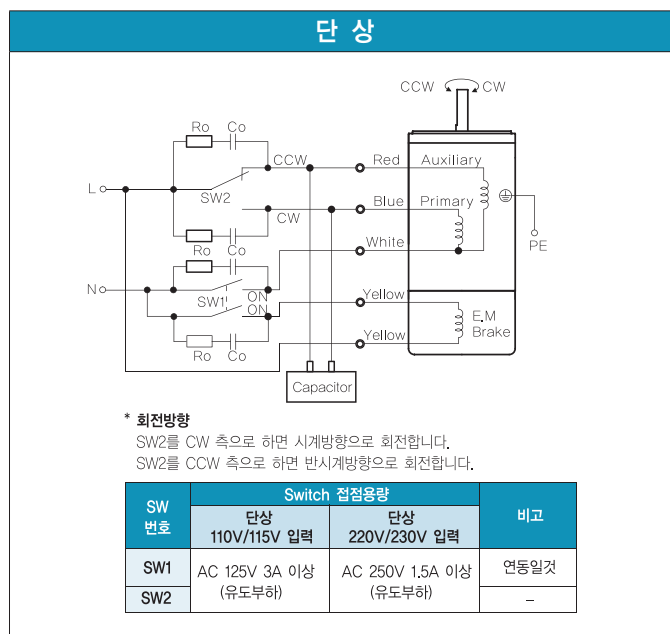 단 상
CCW CW
Ro Co
CCW
Red Auxiliary
L
SW2
Blue Primary
CW
Ro Co
White
PE
N
SW1
ON
ON
Yellow
E.M
Brake
Yellow
Ro Co
Capacitor
* 회전방향
SW2를 CW 측으로 하면 시계방향으로 회전합니다.
SW2를 CCW 측으로 하면 반시계방향으로 회전합니다.
SW
번호
Switch 접점용량
비고
단상
110V/115V 입력
단상
220V/230V 입력
SW1
AC 125V 3A 이상
(유도부하)
AC 250V 1.5A 이상
(유도부하)
연동일것
SW2
–